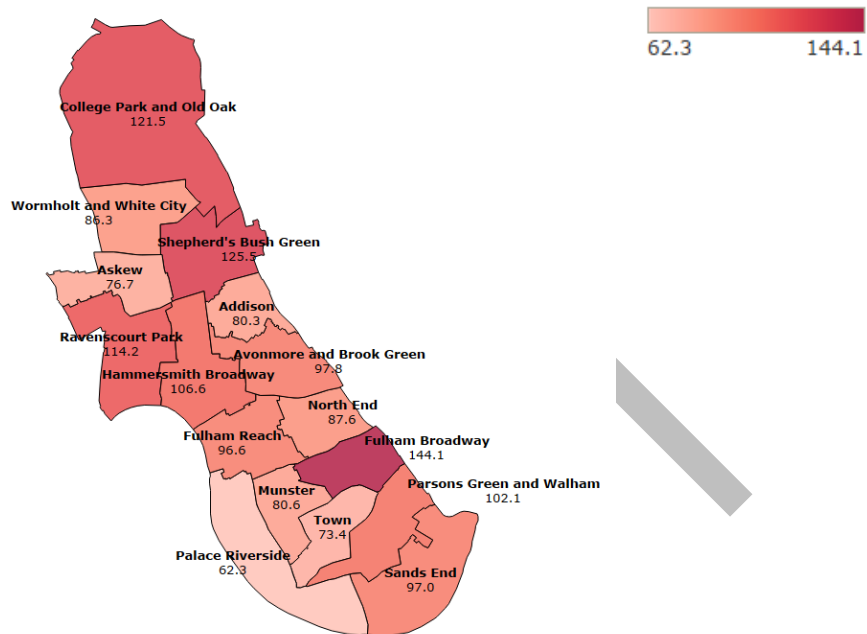 62.3
144.1
College Park and Old Oak
121.5
Wormholt and White City
86.3
Shepherd's Bush Green
125.5
Askew
76.7
Addison
80.3
Ravenscourt Park
114.2
Avonmore and Brook Green
97.8
Hammersmith Broadway
106.6
North End
87.6
Fulham Reach
96.6
Fulham Broadway
144.1
Parsons Green and Walham
102.1
Munster
80.6
Town
73.4
Palace Riverside
62.3
Sands End
97.0